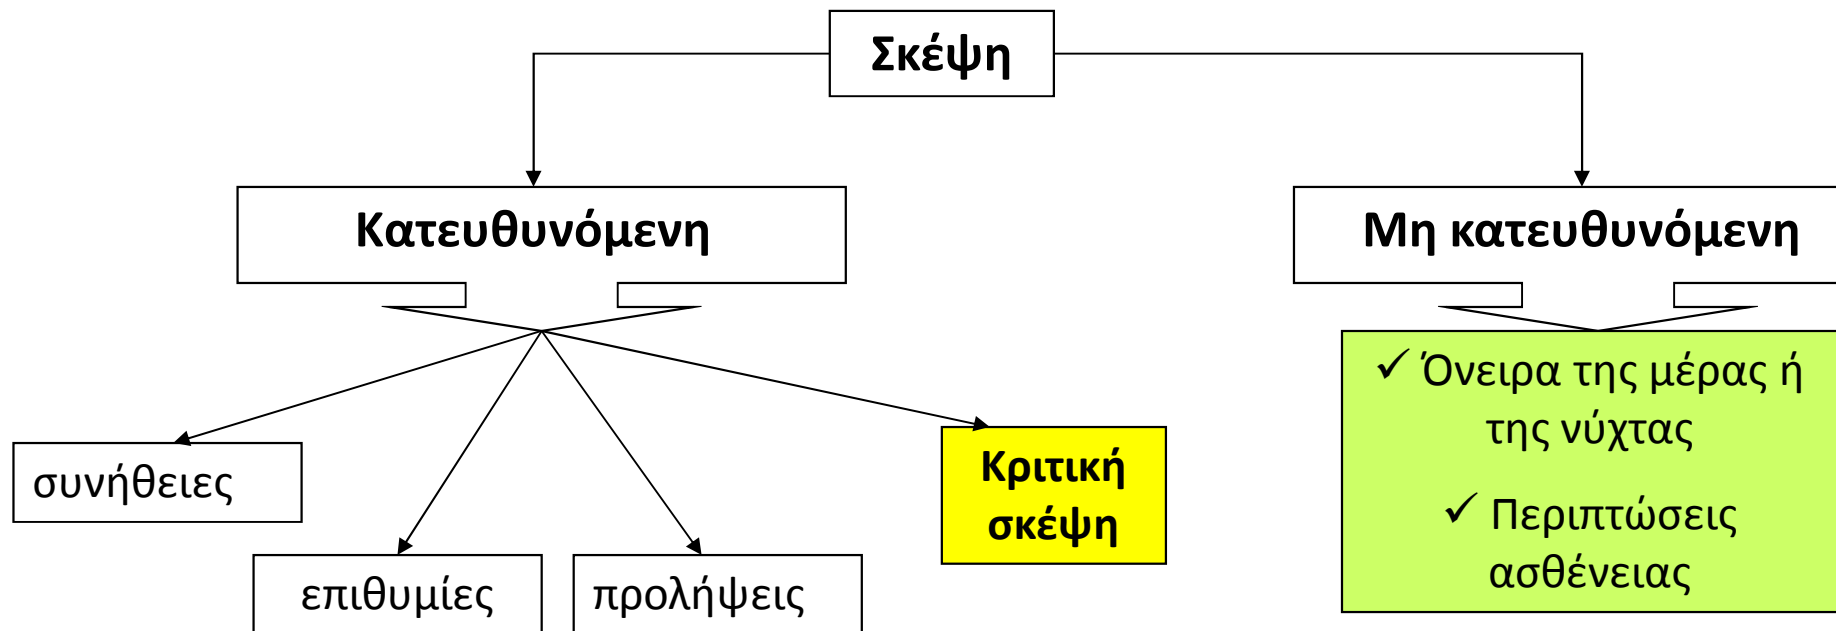 Σκέψη
Κατευθυνόμενη
Μη κατευθυνόμενη
συνήθειες
επιθυμίες
προλήψεις
Κριτική
σκέψη
✓ Όνειρα της μέρας ή
της νύχτας
✓ Περιπτώσεις
ασθένειας